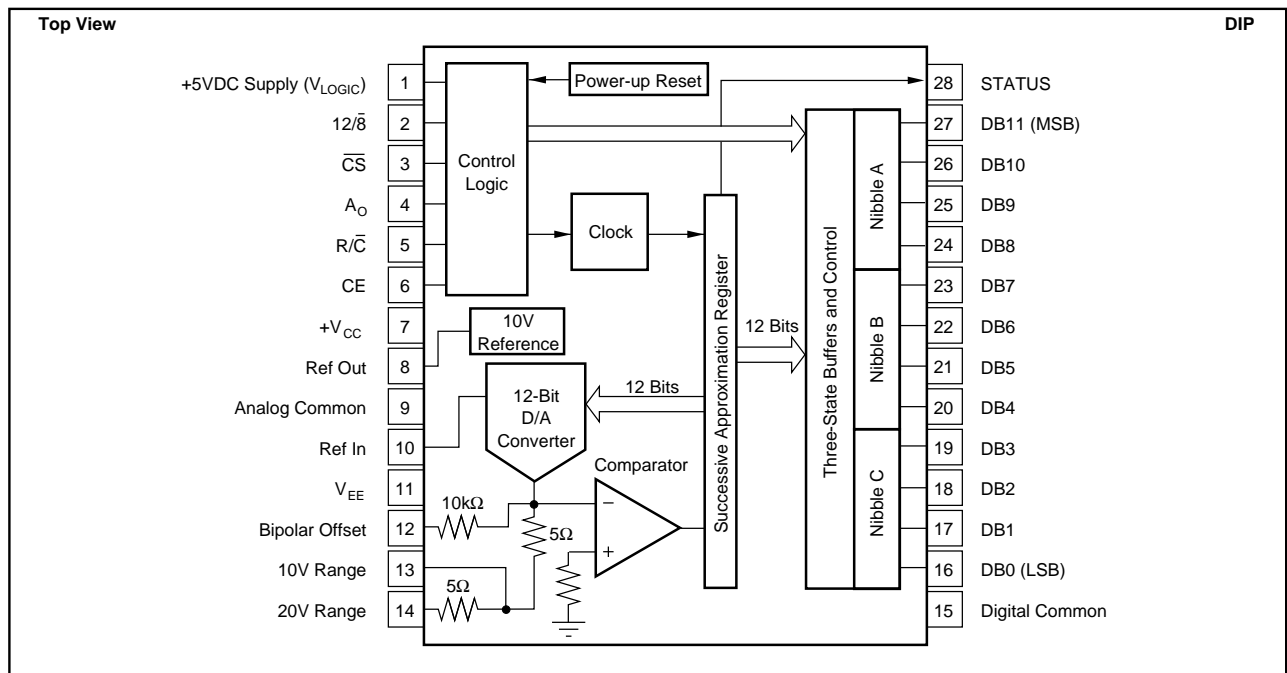 Top View
DIP
+5VDC Supply (V_LOGIC) 1
12/8̅ 2
C̅S̅ 3
A_O 4
R/C̅ 5
CE 6
+V_CC 7
Ref Out 8
Analog Common 9
Ref In 10
V_EE 11
Bipolar Offset 12
10V Range 13
20V Range 14
Control
Logic
Power-up Reset
Clock
10V
Reference
12-Bit
D/A
Converter
12 Bits
Comparator
10kΩ
5Ω
5Ω
–
+
Successive Approximation Register
12 Bits
Three-State Buffers and Control
Nibble A
Nibble B
Nibble C
28 STATUS
27 DB11 (MSB)
26 DB10
25 DB9
24 DB8
23 DB7
22 DB6
21 DB5
20 DB4
19 DB3
18 DB2
17 DB1
16 DB0 (LSB)
15 Digital Common